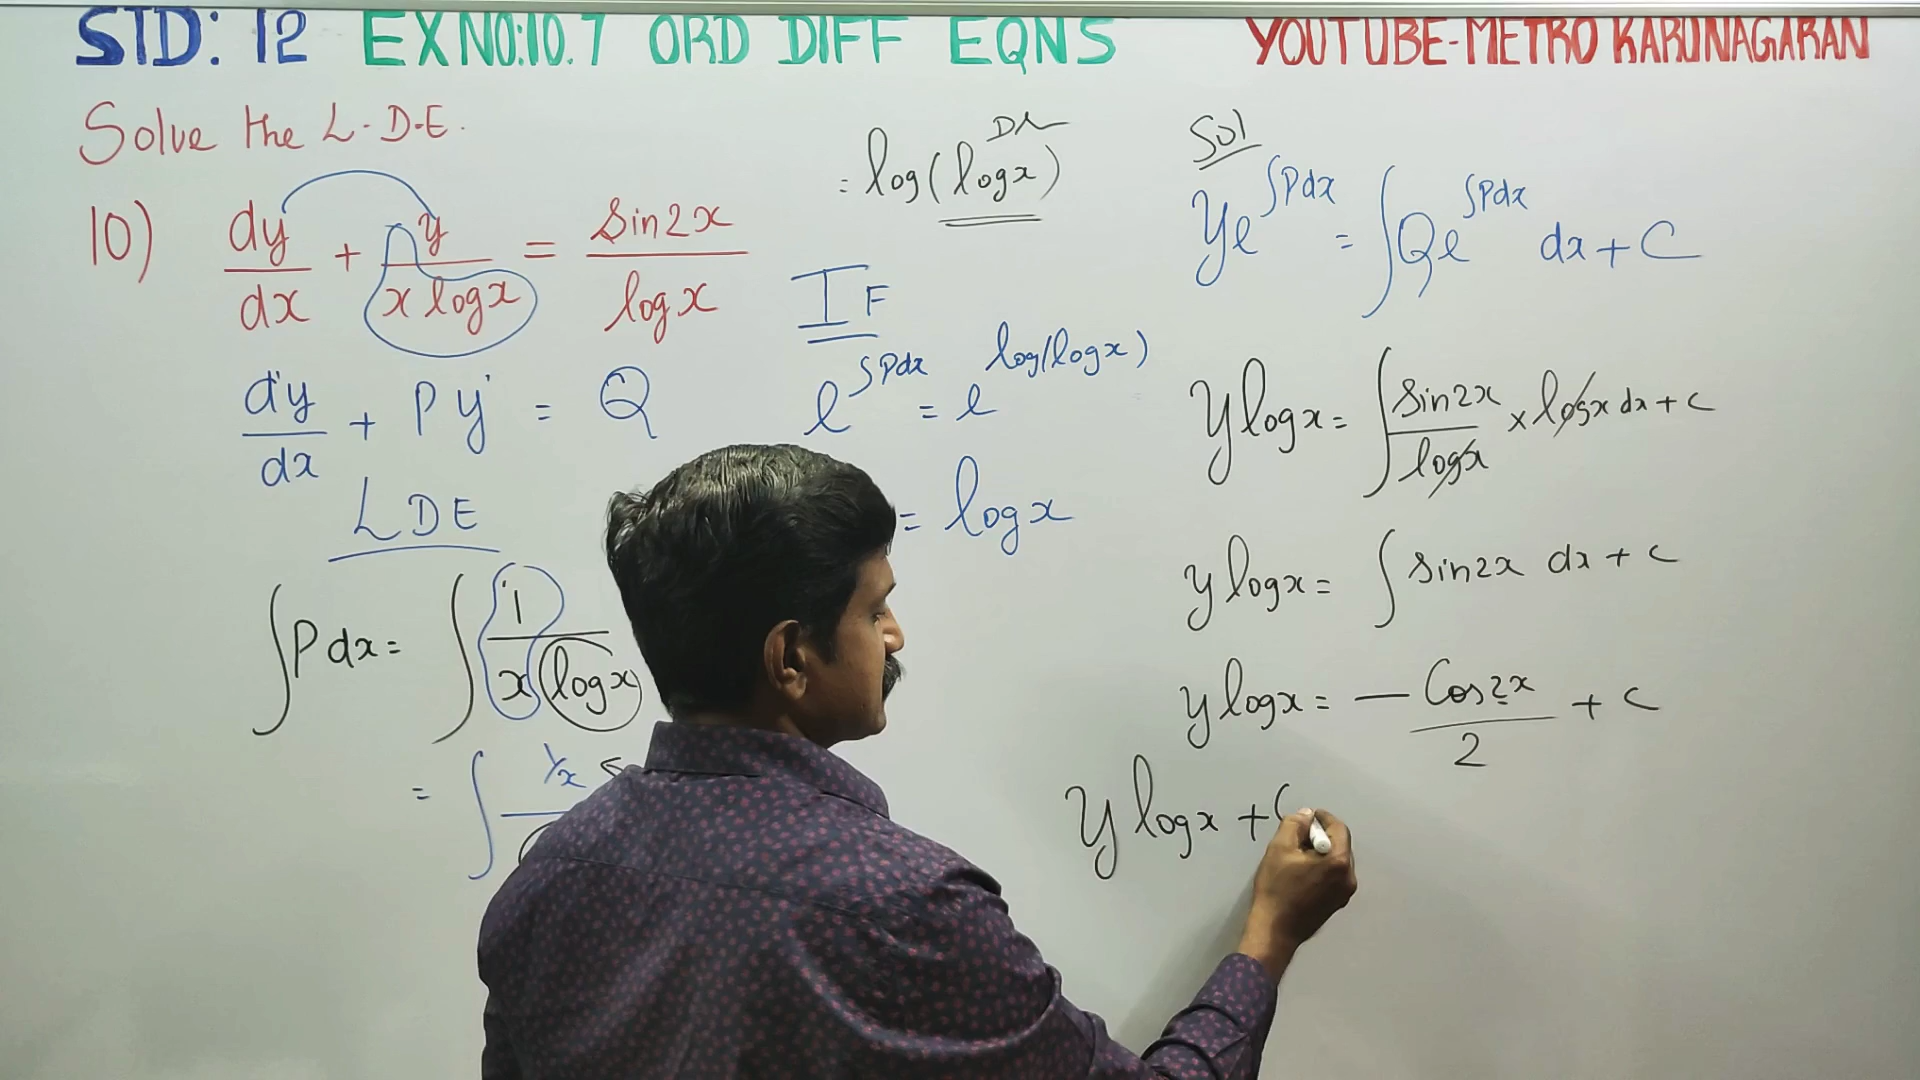 STD: 12 EX NO:10.7 ORD DIFF EQNS YOUTUBE-METRO KARUNAGARAN
Solve the L.D.E.
10) dy/dx + y/(x log x) = sin2x/log x
dy/dx + Py = Q
LDE
∫Pdx = ∫ 1/(x(log x))
= ∫ 1/x
= log(log x)
IF
e^∫Pdx = e^log(log x)
= log x
Sol
Ye^∫Pdx = ∫Qe^∫Pdx dx + C
Y log x = ∫ sin2x/log x × log x dx + C
y log x = ∫ sin2x dx + C
y log x = - Cos2x/2 + C
y log x + C